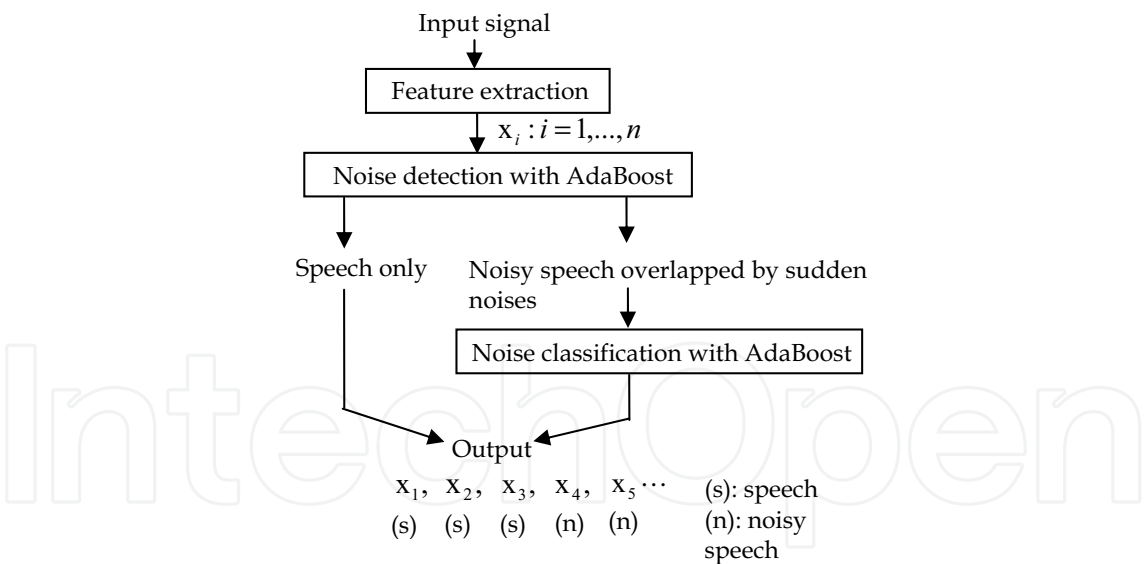 Input signal
Feature extraction
x_i : i = 1,...,n
Noise detection with AdaBoost
Speech only
Noisy speech overlapped by sudden
noises
Noise classification with AdaBoost
IntechOpen
Output
x_1, x_2, x_3, x_4, x_5 ⋯
(s) (s) (s) (n) (n)
(s): speech
(n): noisy
speech